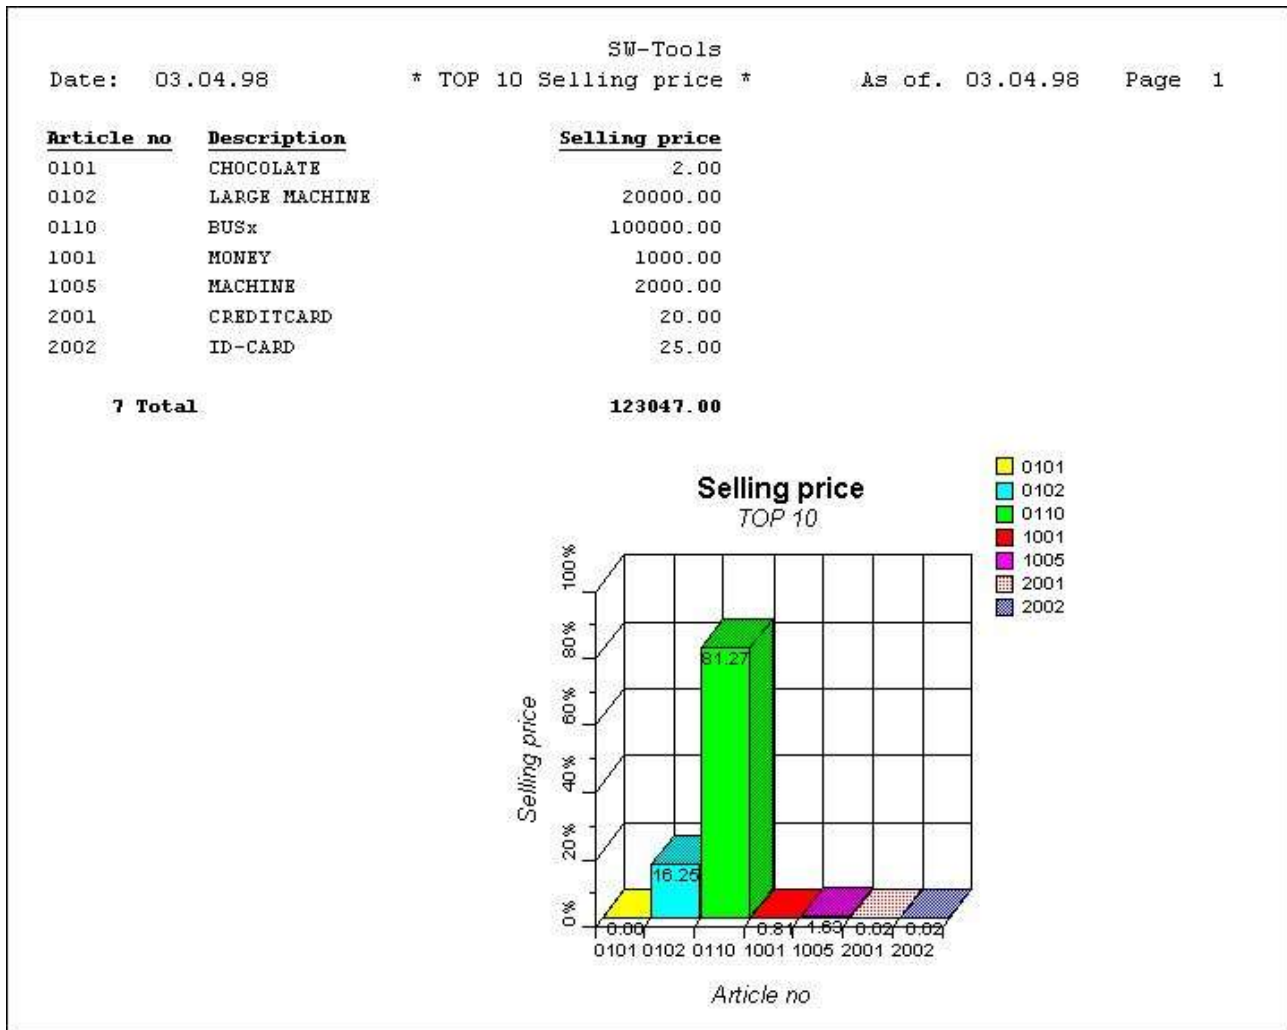 SW-Tools
Date: 03.04.98 * TOP 10 Selling price * As of. 03.04.98 Page 1
Article no Description Selling price
0101 CHOCOLATE 2.00
0102 LARGE MACHINE 20000.00
0110 BUSx 100000.00
1001 MONEY 1000.00
1005 MACHINE 2000.00
2001 CREDITCARD 20.00
2002 ID-CARD 25.00
7 Total 123047.00
Selling price
TOP 10
0101
0102
0110
1001
1005
2001
2002
100%
80%
60%
40%
20%
0%
Selling price
81.27
16.25
0.00 0.81 1.63 0.02 0.02
0101 0102 0110 1001 1005 2001 2002
Article no